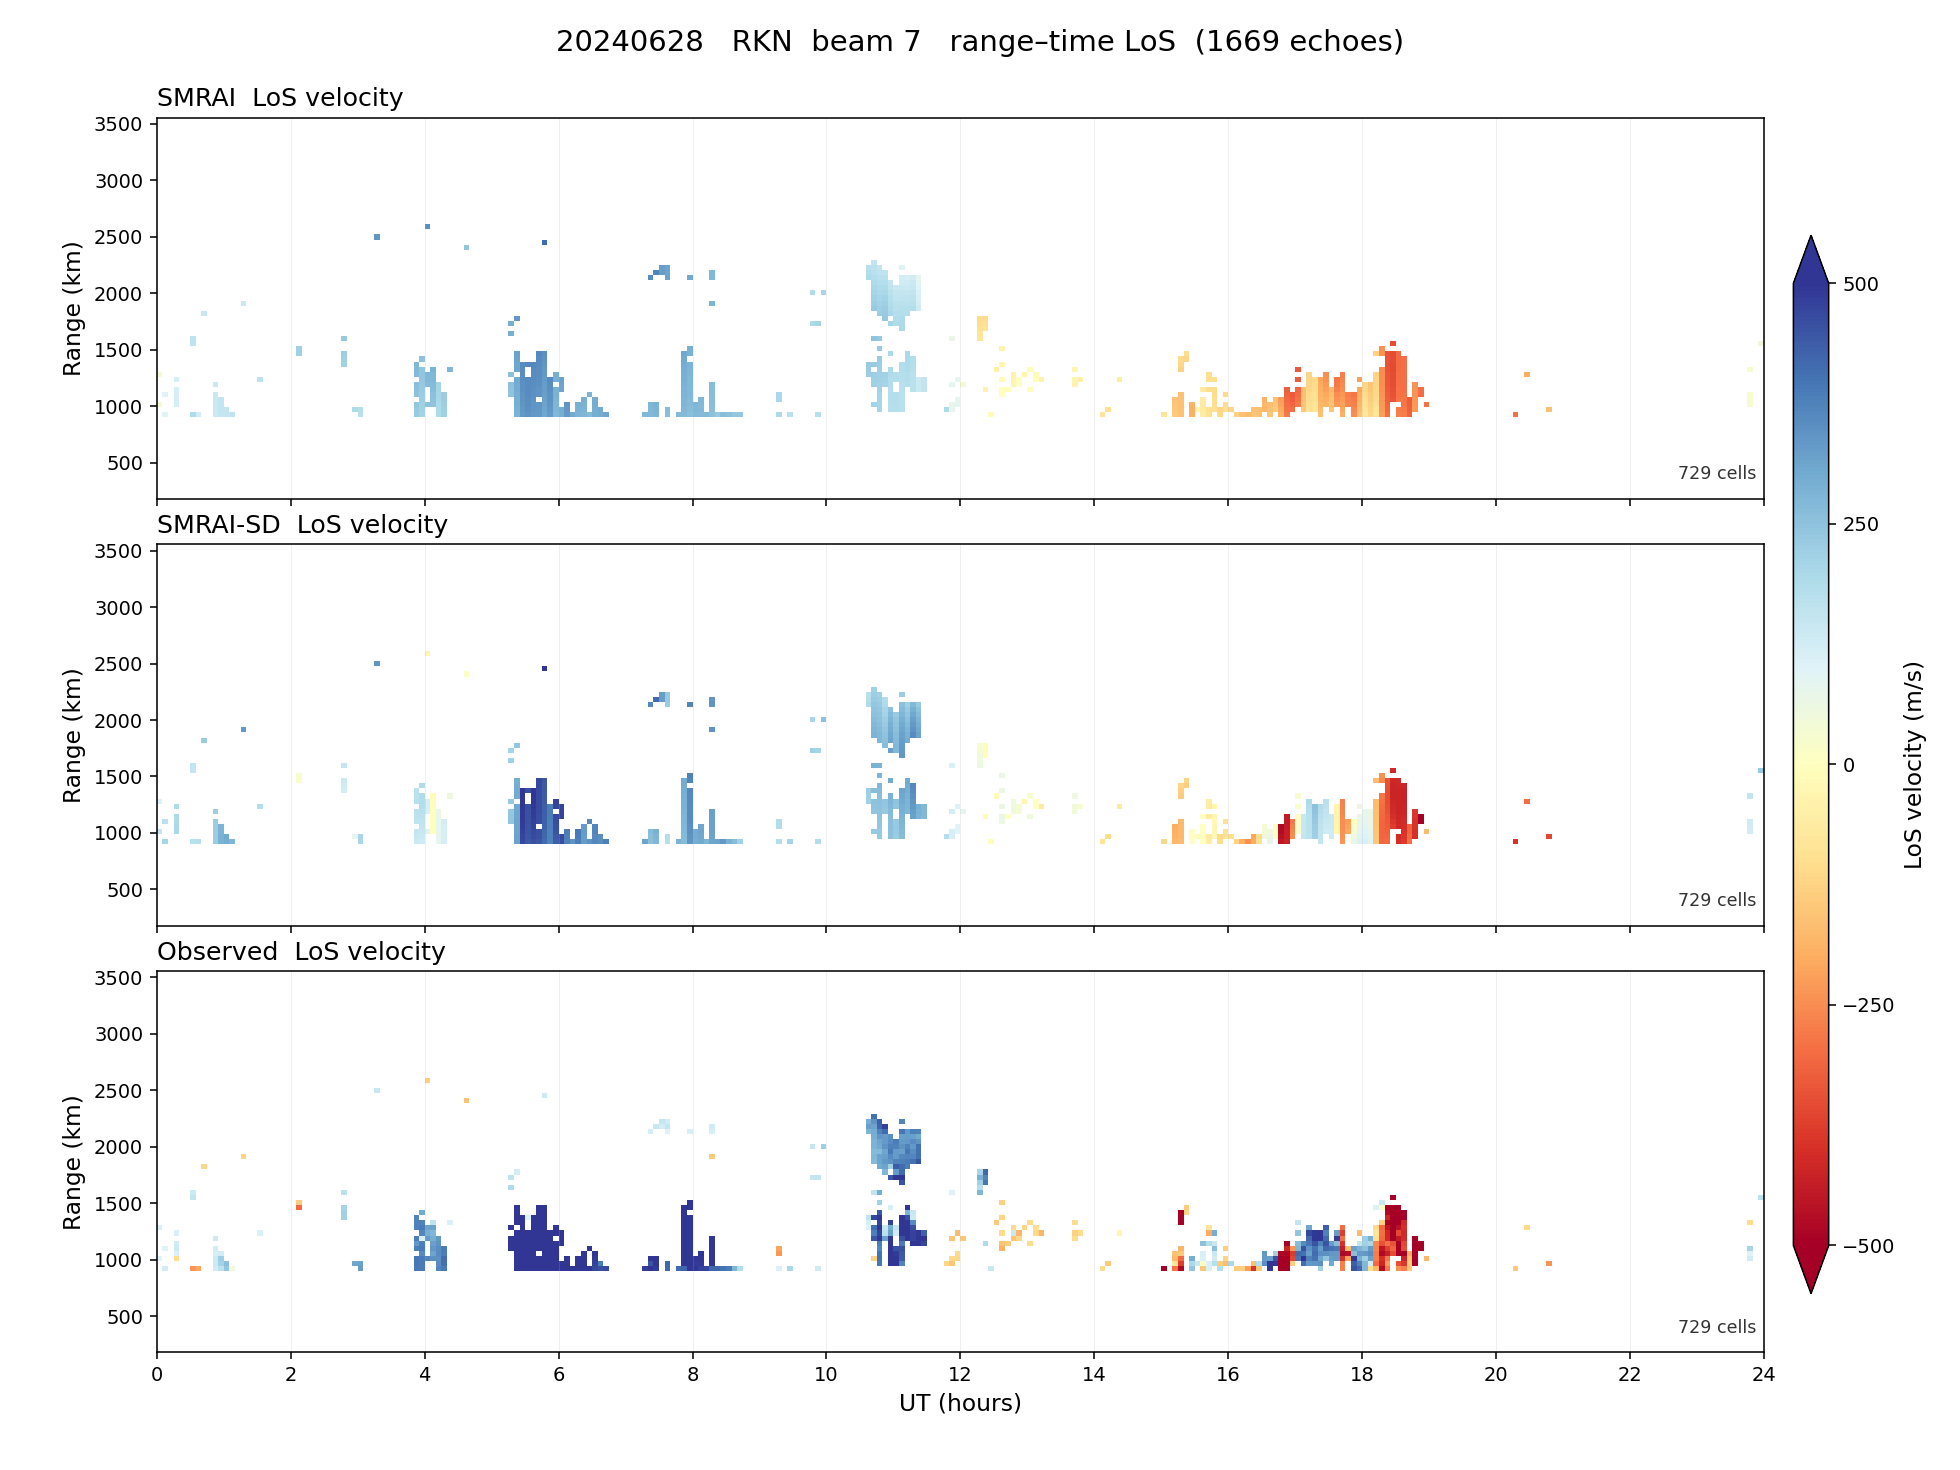 20240628   RKN  beam 7   range–time LoS  (1669 echoes)
SMRAI  LoS velocity
3500
3000
2500
2000
1500
1000
500
Range (km)
729 cells
SMRAI-SD  LoS velocity
3500
3000
2500
2000
1500
1000
500
Range (km)
729 cells
Observed  LoS velocity
3500
3000
2500
2000
1500
1000
500
Range (km)
729 cells
0 2 4 6 8 10 12 14 16 18 20 22 24
UT (hours)
500
250
0
−250
−500
LoS velocity (m/s)